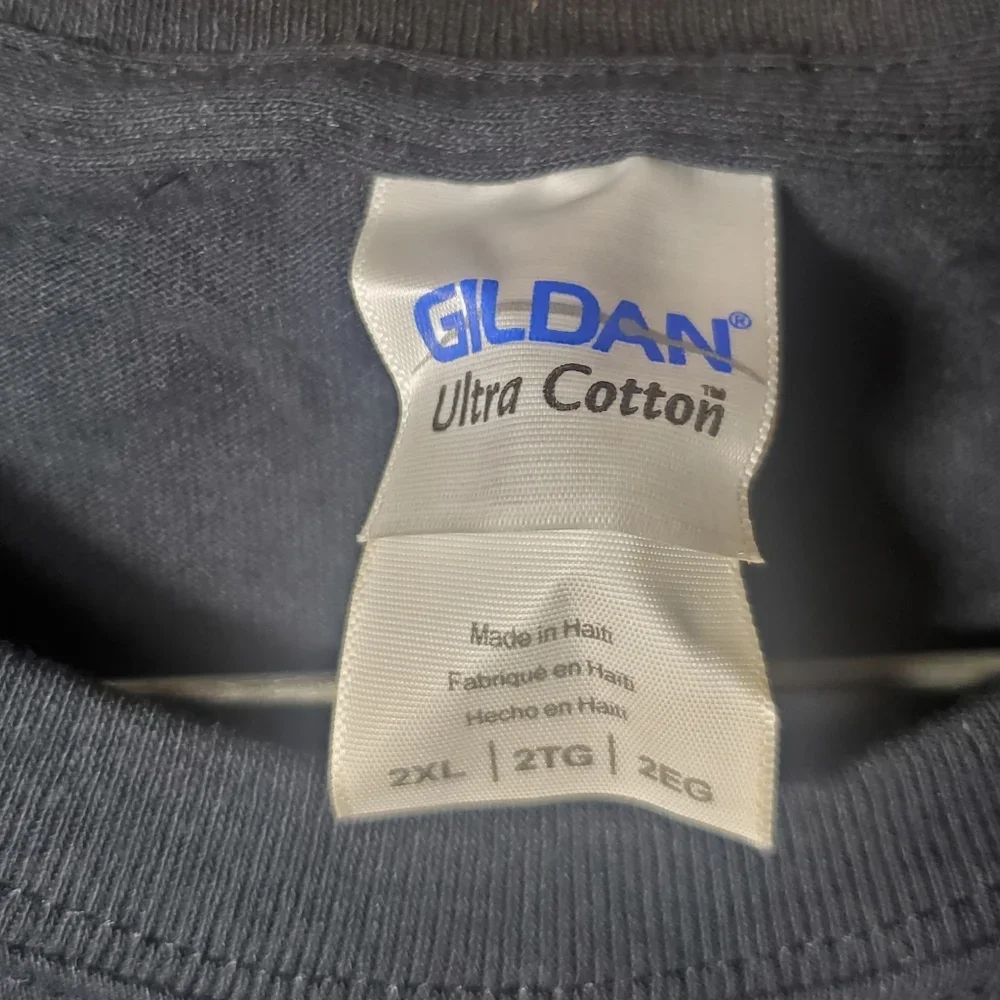 GILDAN®
Ultra Cotton™
Made in Haiti
Fabriqué en Haiti
Hecho en Haiti
2XL | 2TG | 2EG